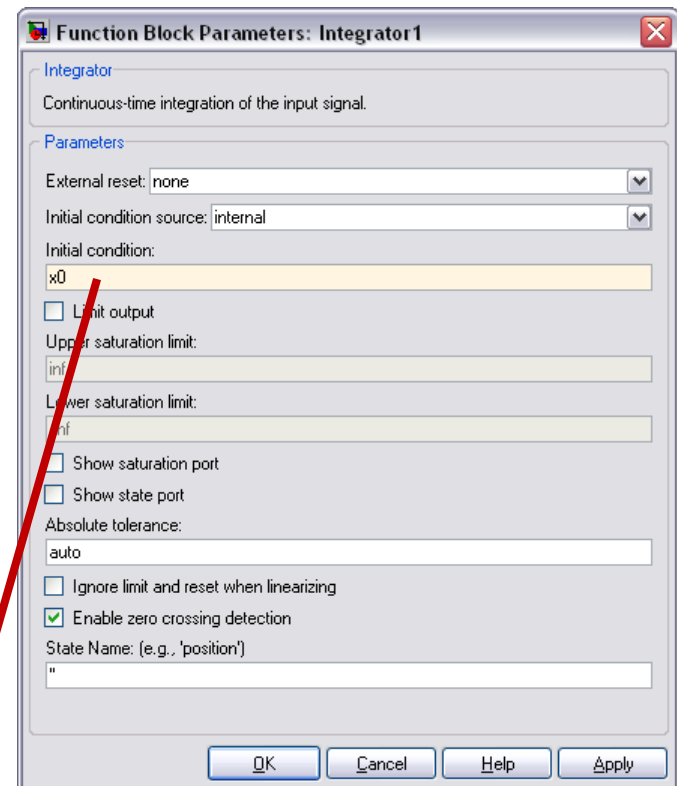 Function Block Parameters: Integrator1
Integrator
Continuous-time integration of the input signal.
Parameters
External reset: none
Initial condition source: internal
Initial condition:
x0
Limit output
Upper saturation limit:
inf
Lower saturation limit:
Show saturation port
Show state port
Absolute tolerance:
auto
Ignore limit and reset when linearizing
Enable zero crossing detection
State Name: (e.g., 'position')
''
OK Cancel Help Apply